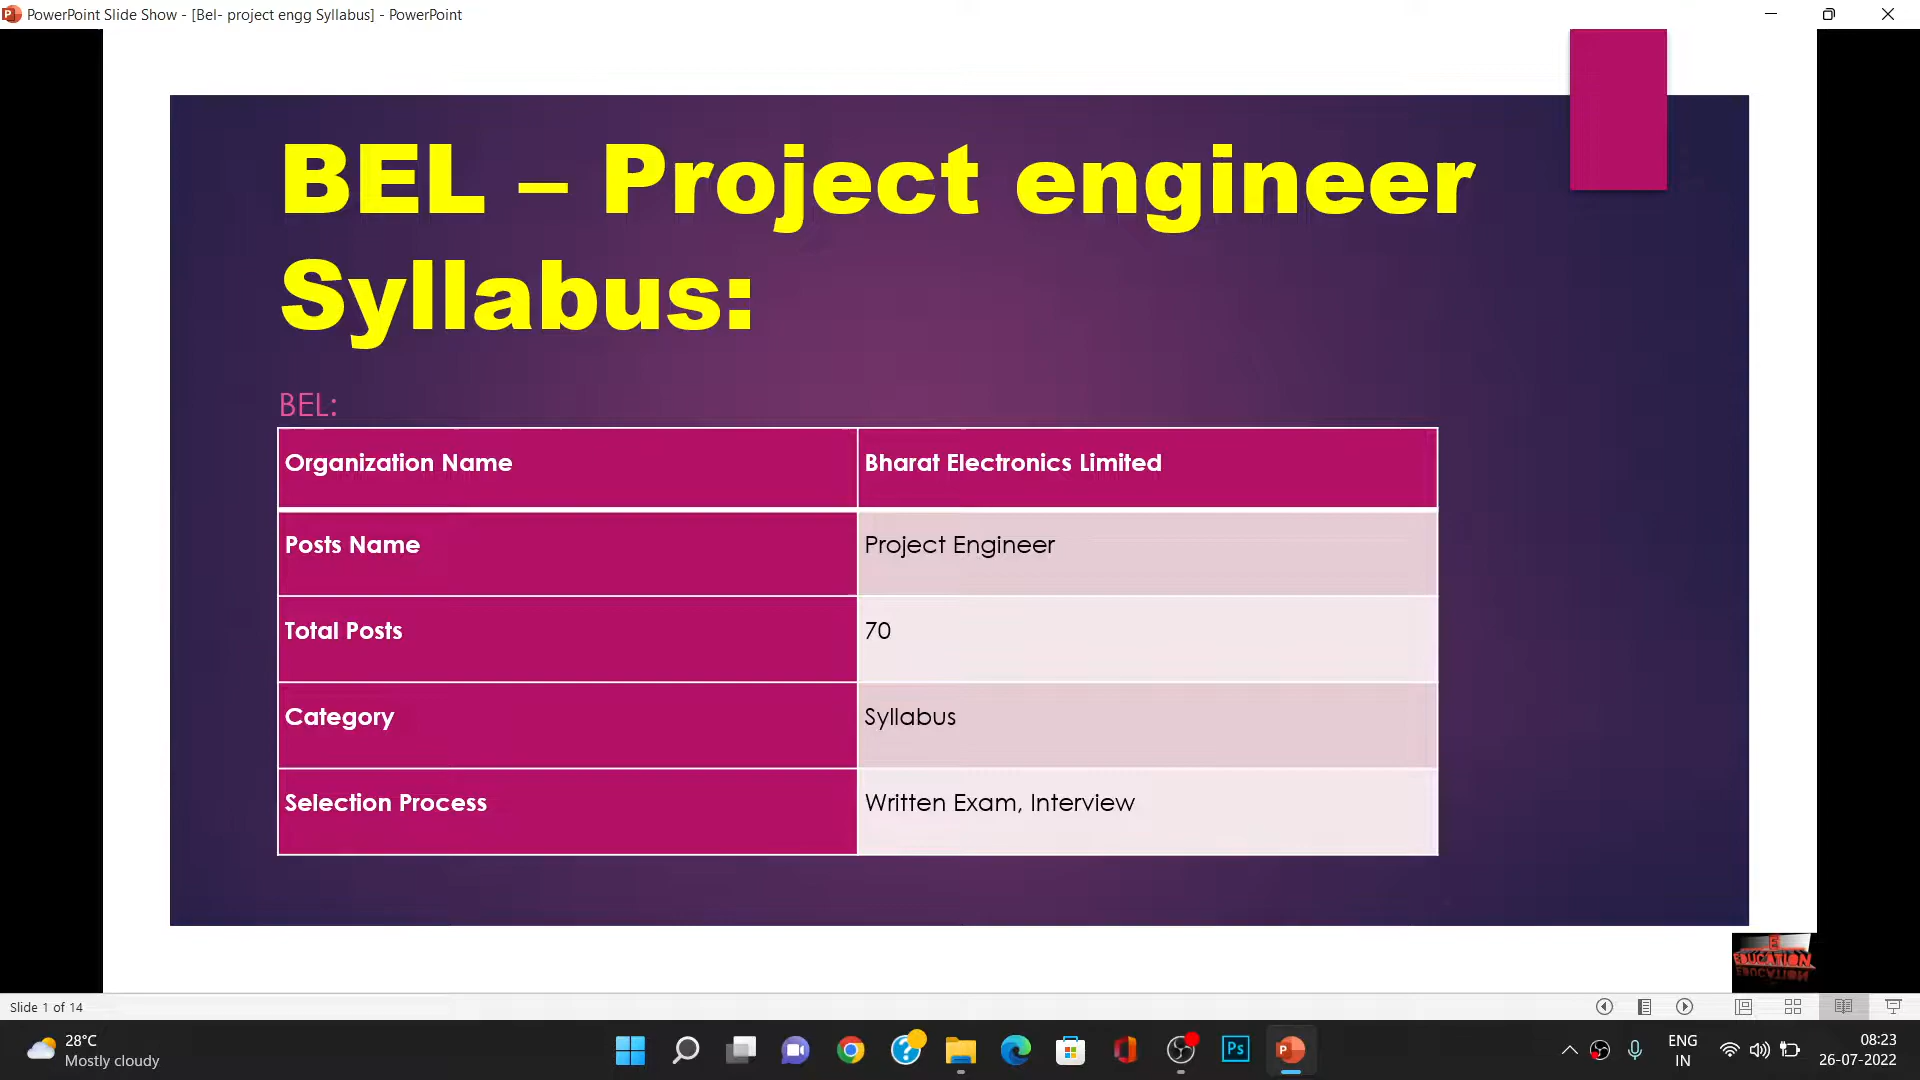 PowerPoint Slide Show - [Bel- project engg Syllabus] - PowerPoint
BEL – Project engineer
Syllabus:
BEL:
Organization Name Bharat Electronics Limited
Posts Name Project Engineer
Total Posts 70
Category Syllabus
Selection Process Written Exam, Interview
E
EDUCATION
Slide 1 of 14
28°C
Mostly cloudy
Ps
ENG
IN
08:23
26-07-2022